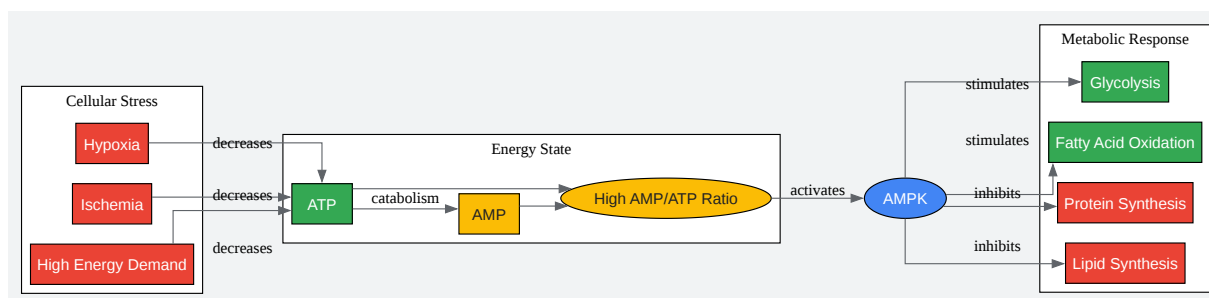 Cellular Stress
Hypoxia
Ischemia
High Energy Demand
decreases
decreases
decreases
Energy State
ATP
catabolism
AMP
High AMP/ATP Ratio
activates
AMPK
stimulates
stimulates
inhibits
inhibits
Metabolic Response
Glycolysis
Fatty Acid Oxidation
Protein Synthesis
Lipid Synthesis